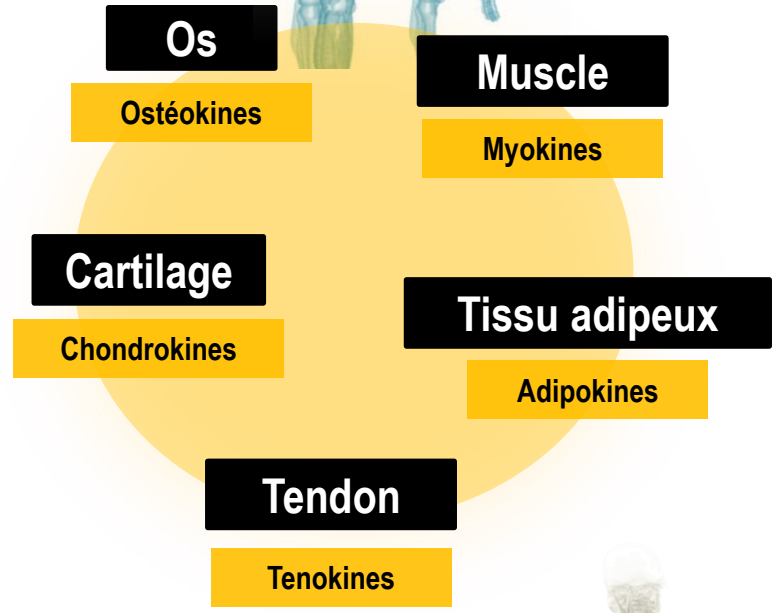 Os
Ostéokines
Muscle
Myokines
Cartilage
Chondrokines
Tissu adipeux
Adipokines
Tendon
Tenokines